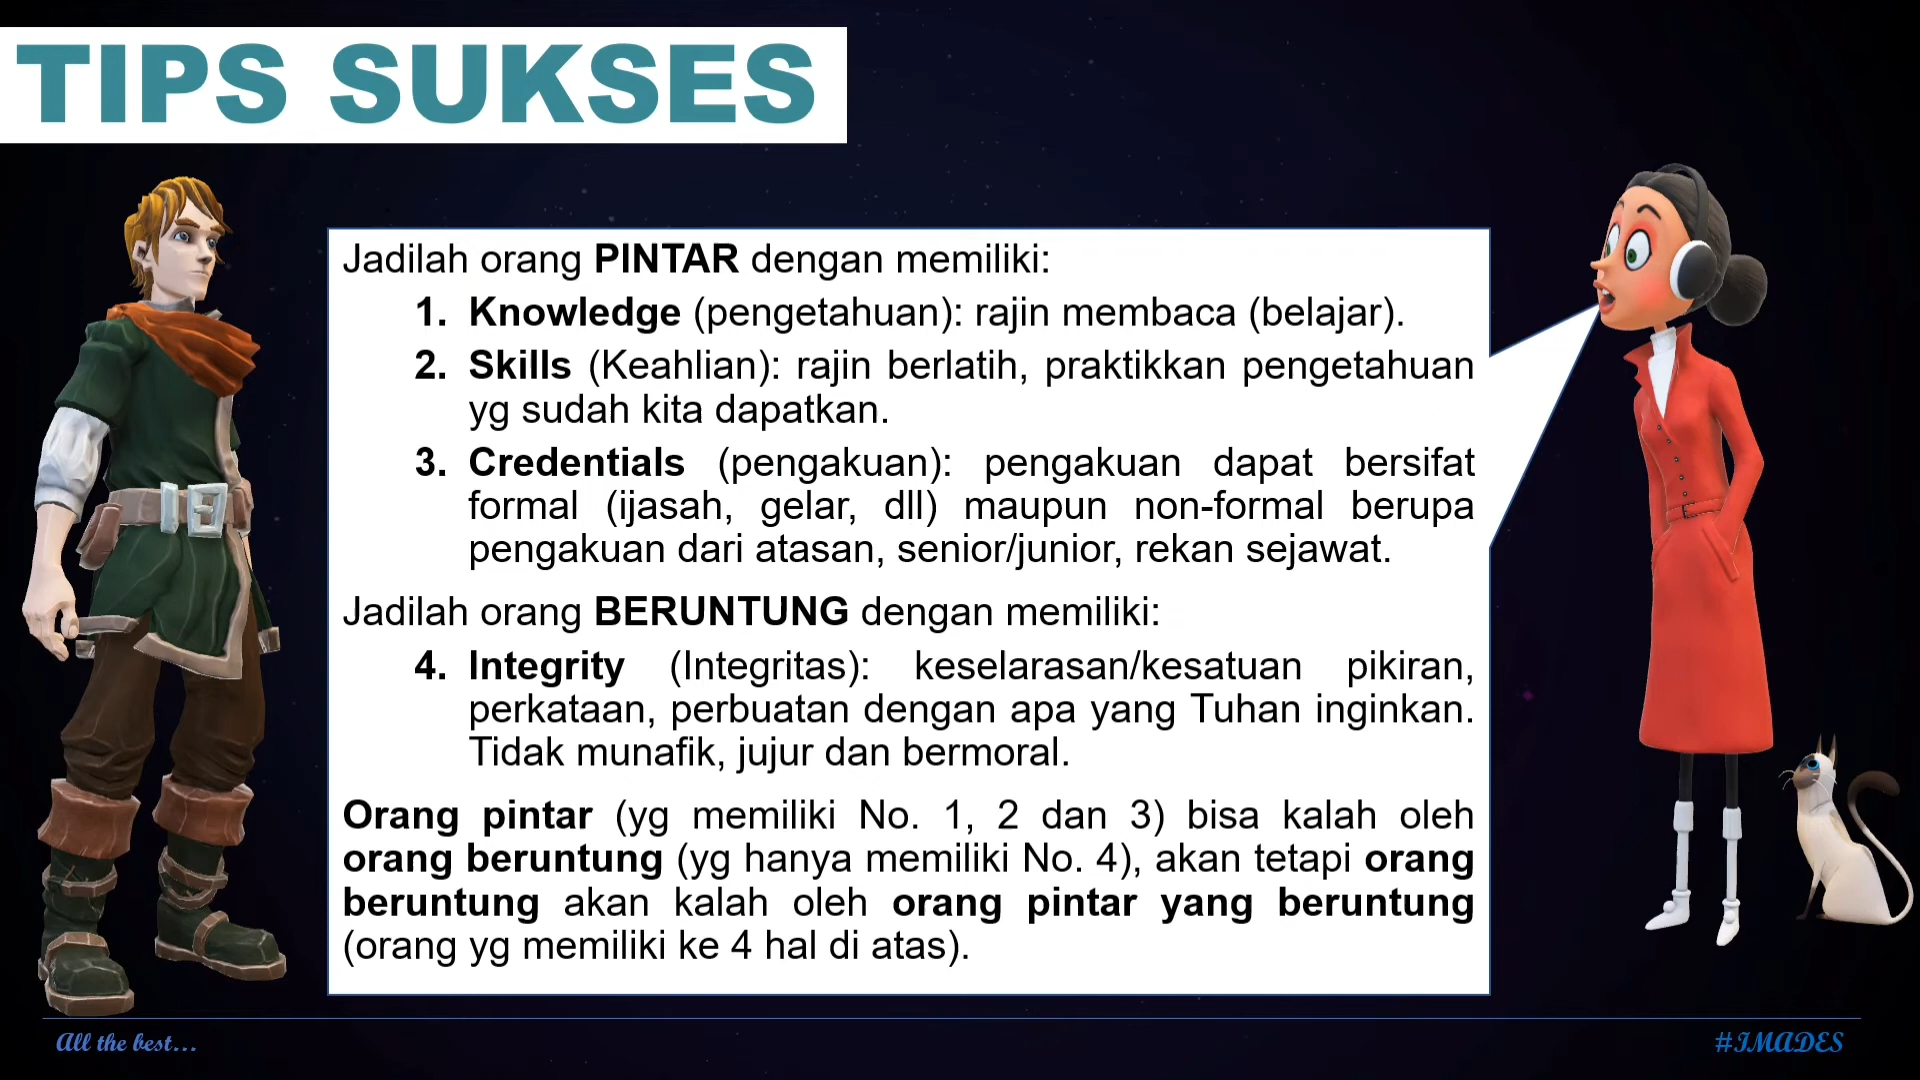 TIPS SUKSES
Jadilah orang PINTAR dengan memiliki:
1. Knowledge (pengetahuan): rajin membaca (belajar).
2. Skills (Keahlian): rajin berlatih, praktikkan pengetahuan
yg sudah kita dapatkan.
3. Credentials (pengakuan): pengakuan dapat bersifat
formal (ijasah, gelar, dll) maupun non-formal berupa
pengakuan dari atasan, senior/junior, rekan sejawat.
Jadilah orang BERUNTUNG dengan memiliki:
4. Integrity (Integritas): keselarasan/kesatuan pikiran,
perkataan, perbuatan dengan apa yang Tuhan inginkan.
Tidak munafik, jujur dan bermoral.
Orang pintar (yg memiliki No. 1, 2 dan 3) bisa kalah oleh
orang beruntung (yg hanya memiliki No. 4), akan tetapi orang
beruntung akan kalah oleh orang pintar yang beruntung
(orang yg memiliki ke 4 hal di atas).
All the best...
#IMADES